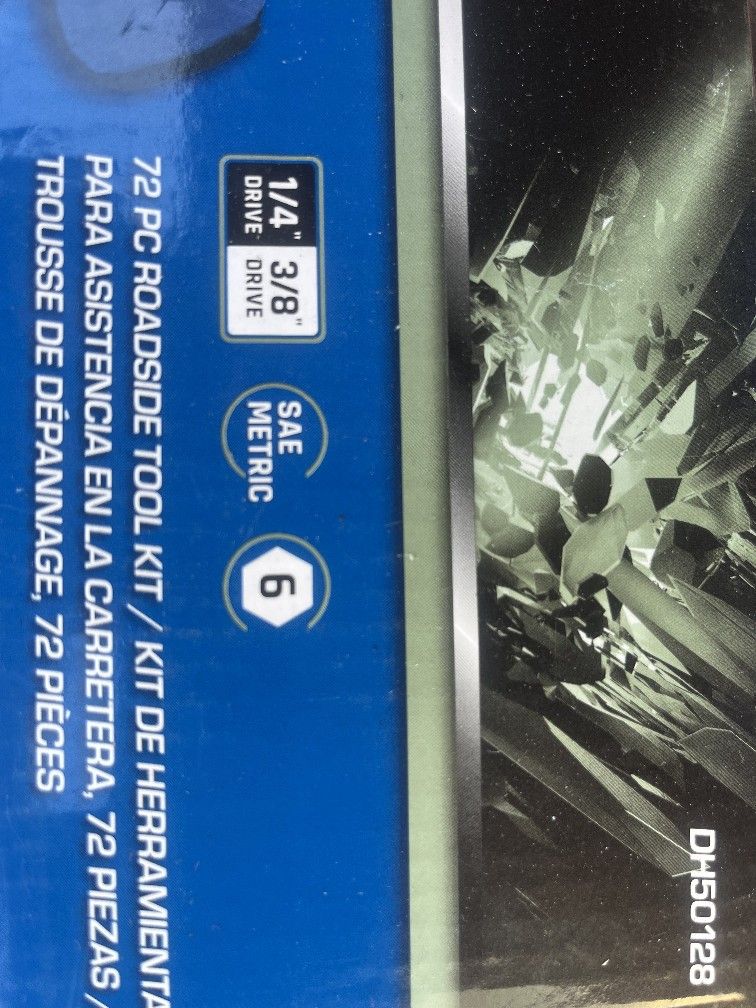 DH50128
1/4" DRIVE
3/8" DRIVE
SAE
METRIC
6
72 PC ROADSIDE TOOL KIT / KIT DE HERRAMIENTA
PARA ASISTENCIA EN LA CARRETERA, 72 PIEZAS /
TROUSSE DE DÉPANNAGE, 72 PIÈCES